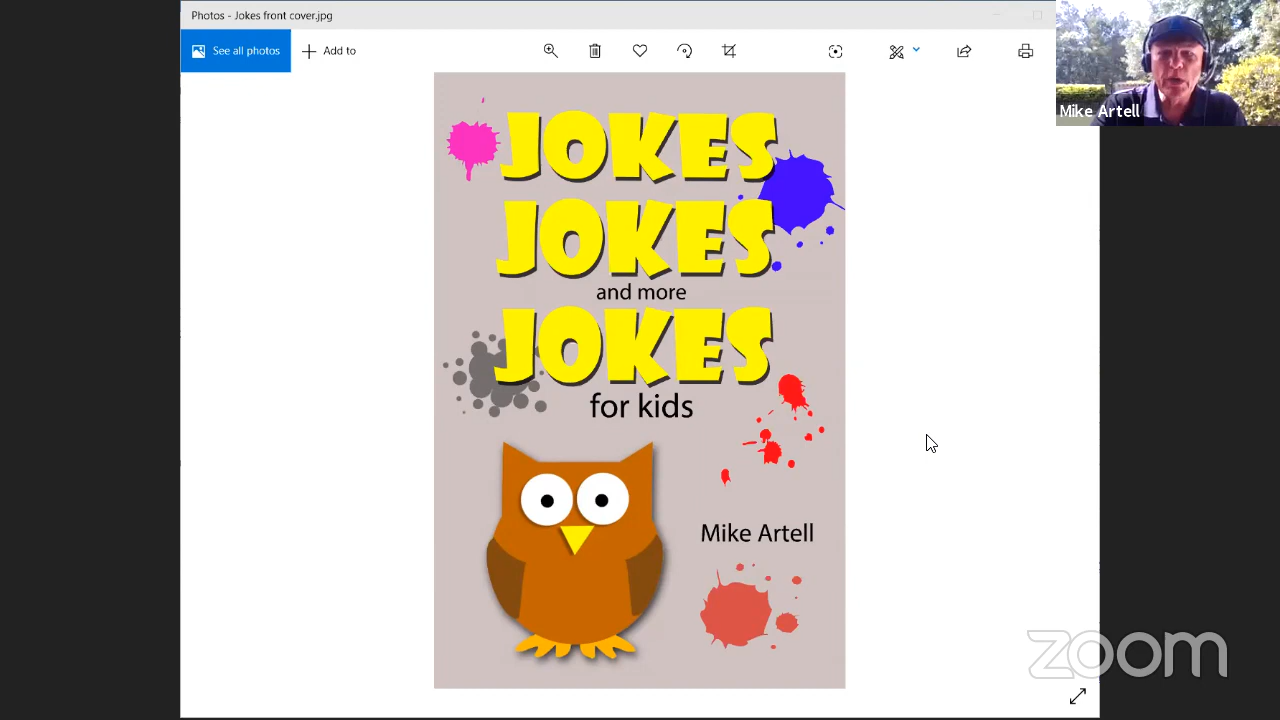 Photos - Jokes front cover.jpg
See all photos
Add to
Mike Artell
JOKES
JOKES
and more
JOKES
for kids
Mike Artell
zoom